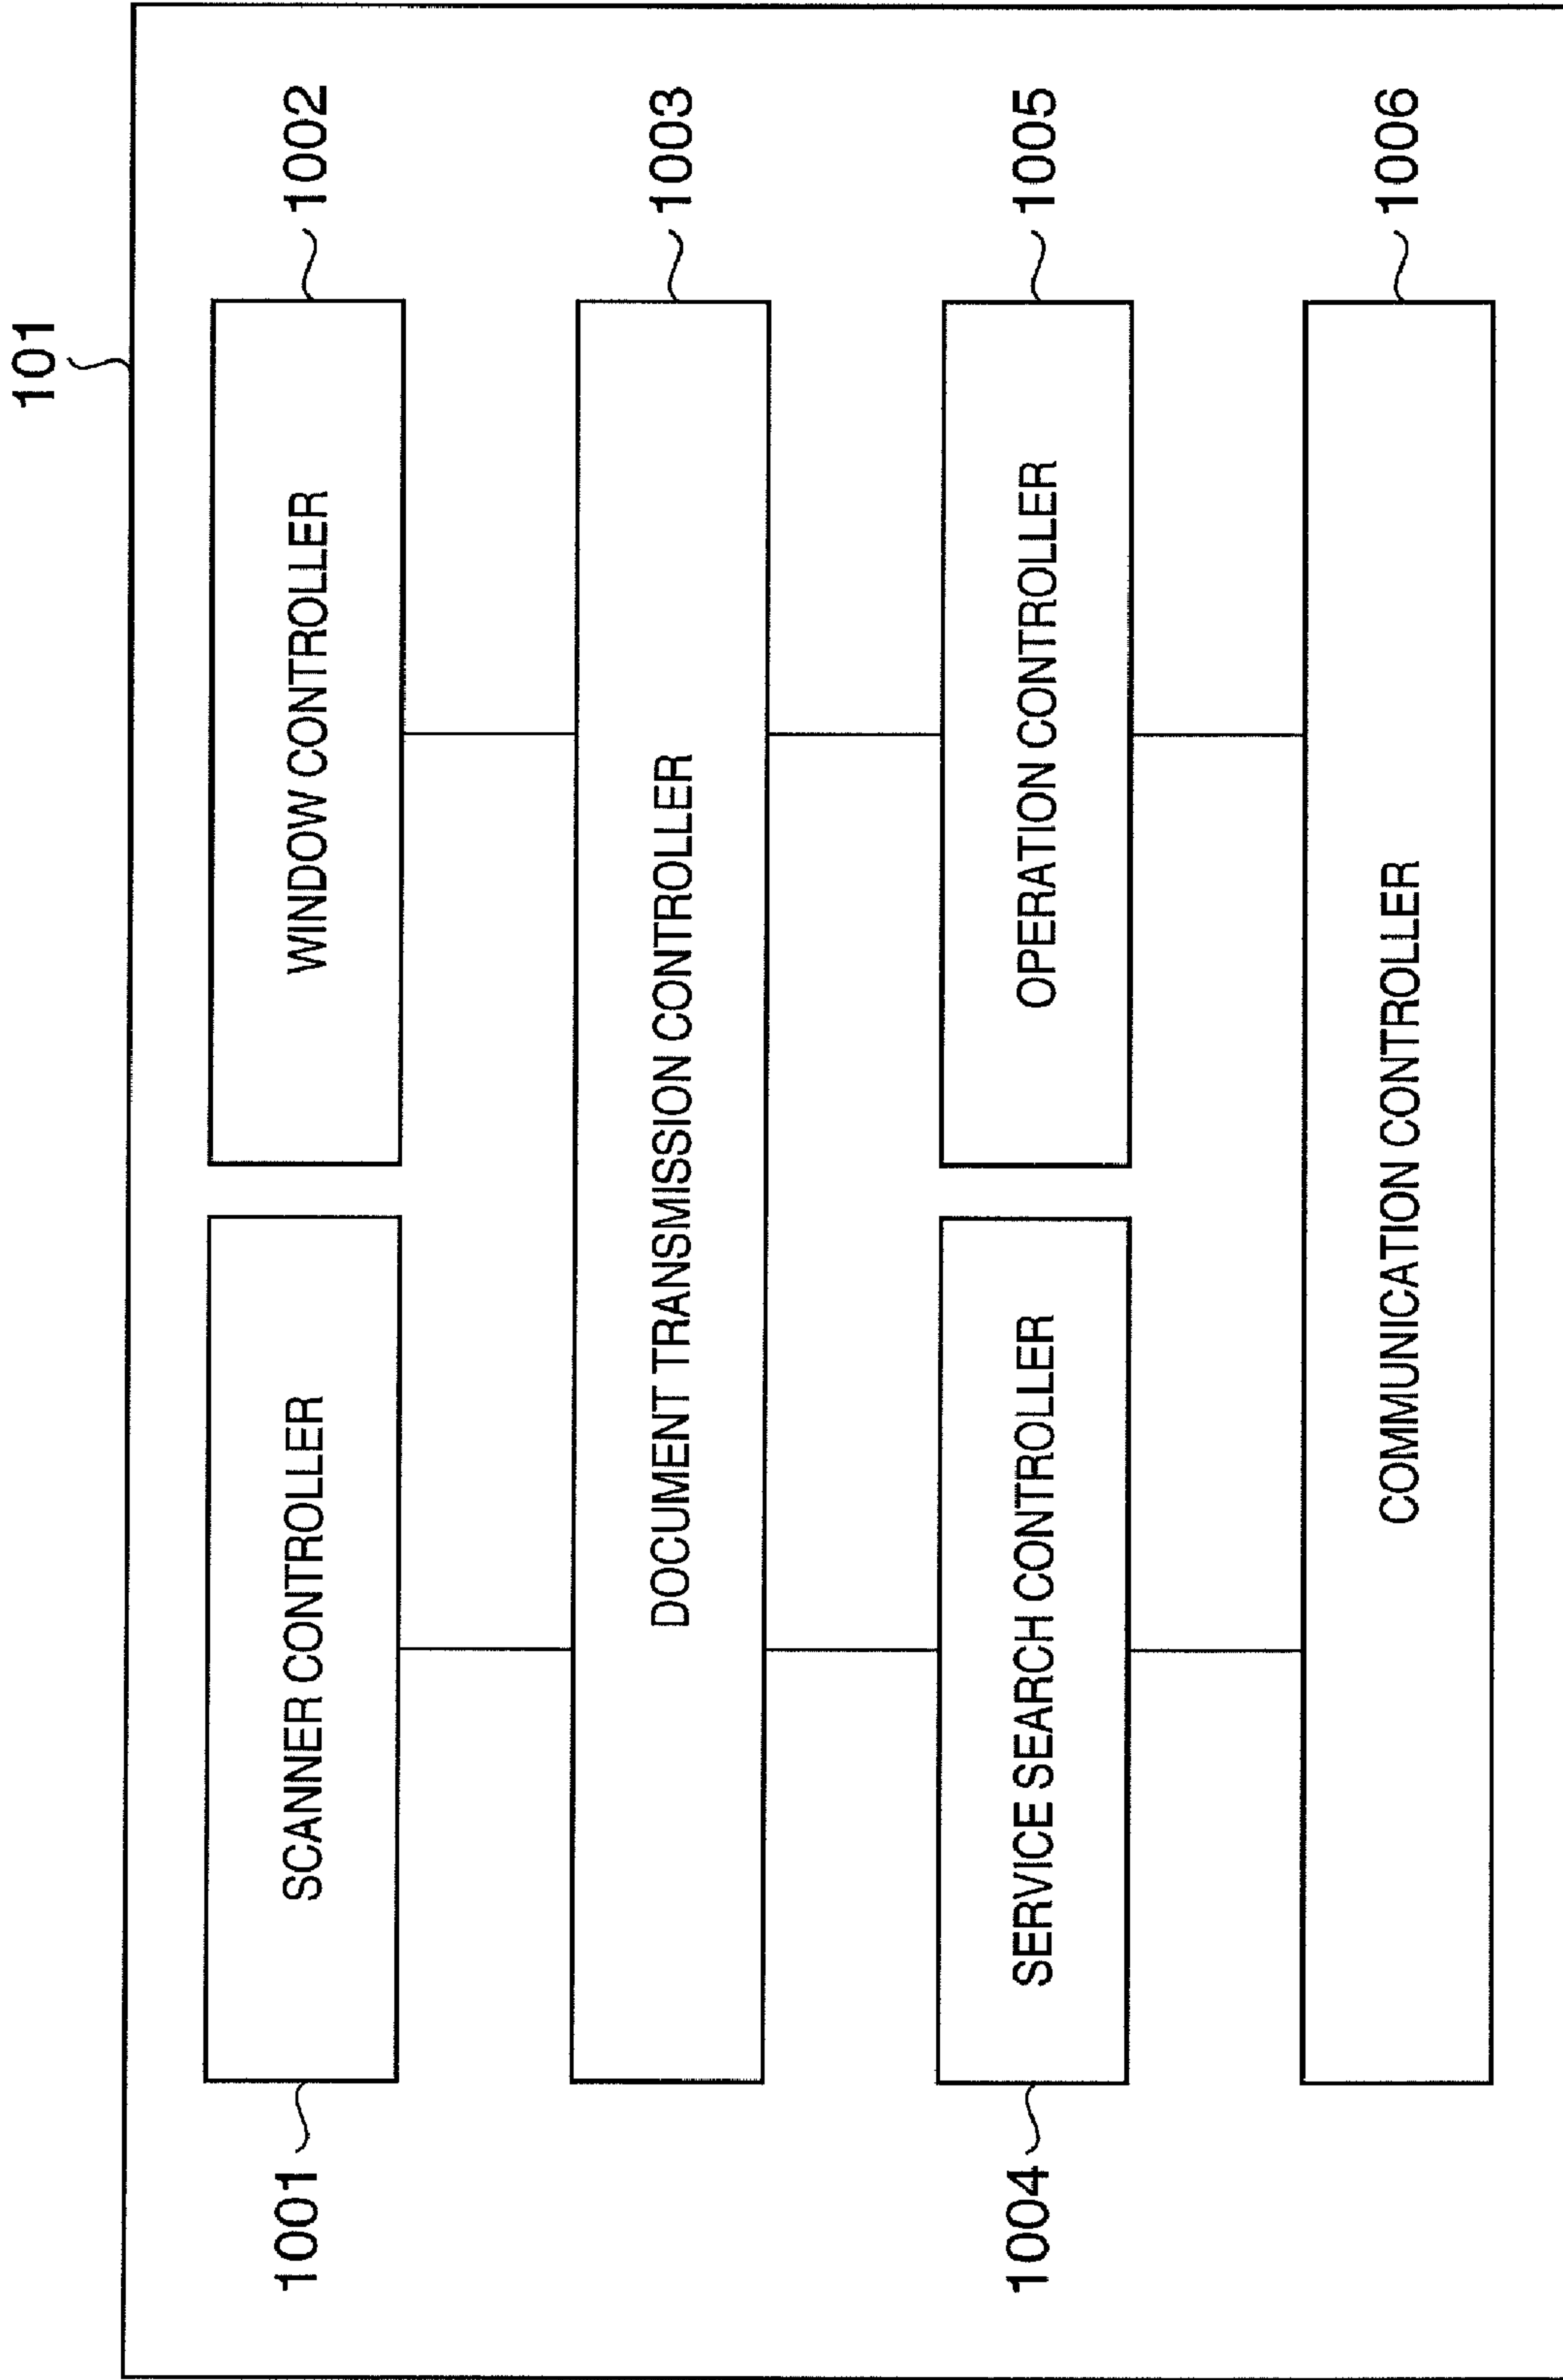 101
1001
SCANNER CONTROLLER
WINDOW CONTROLLER
1002
DOCUMENT TRANSMISSION CONTROLLER
1003
1004
SERVICE SEARCH CONTROLLER
OPERATION CONTROLLER
1005
COMMUNICATION CONTROLLER
1006